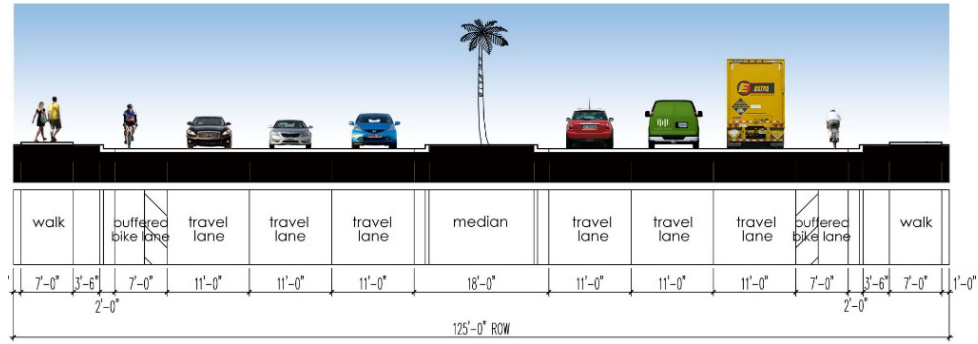 ESTES
walk
buffered
bike lane
travel
lane
travel
lane
travel
lane
median
travel
lane
travel
lane
travel
lane
buffered
bike lane
walk
7'-0" 3'-6" 7'-0" 11'-0" 11'-0" 11'-0" 18'-0" 11'-0" 11'-0" 11'-0" 7'-0" 3'-6" 7'-0" 1'-0"
2'-0" 2'-0"
125'-0" ROW